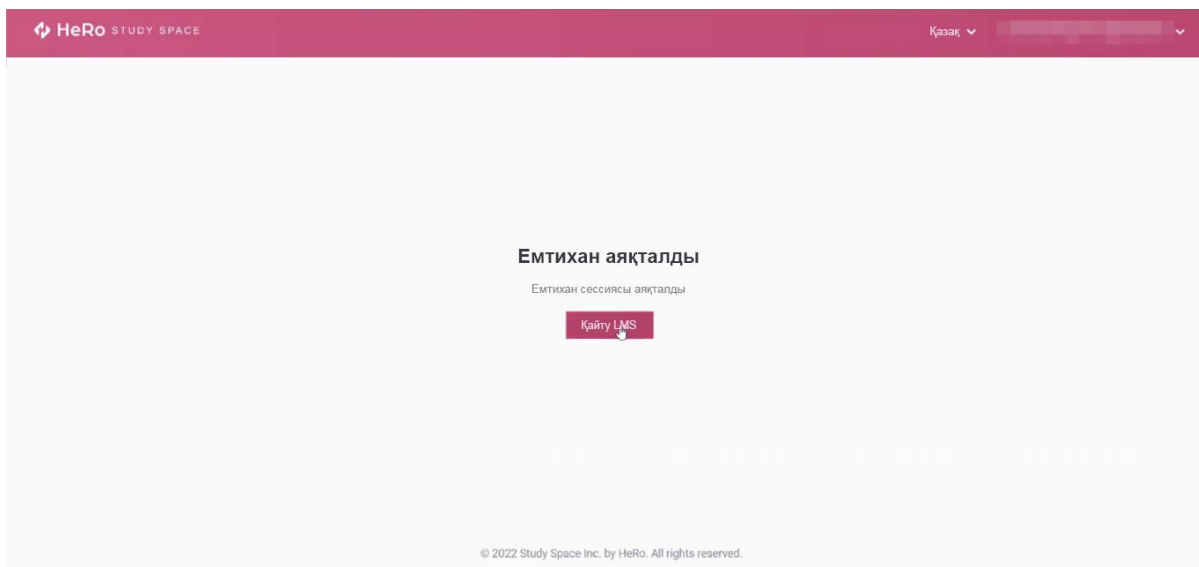 HeRo STUDY SPACE
Қазақ
Емтихан аяқталды
Емтихан сессиясы аяқталды
Қайту LMS
© 2022 Study Space Inc. by HeRo. All rights reserved.